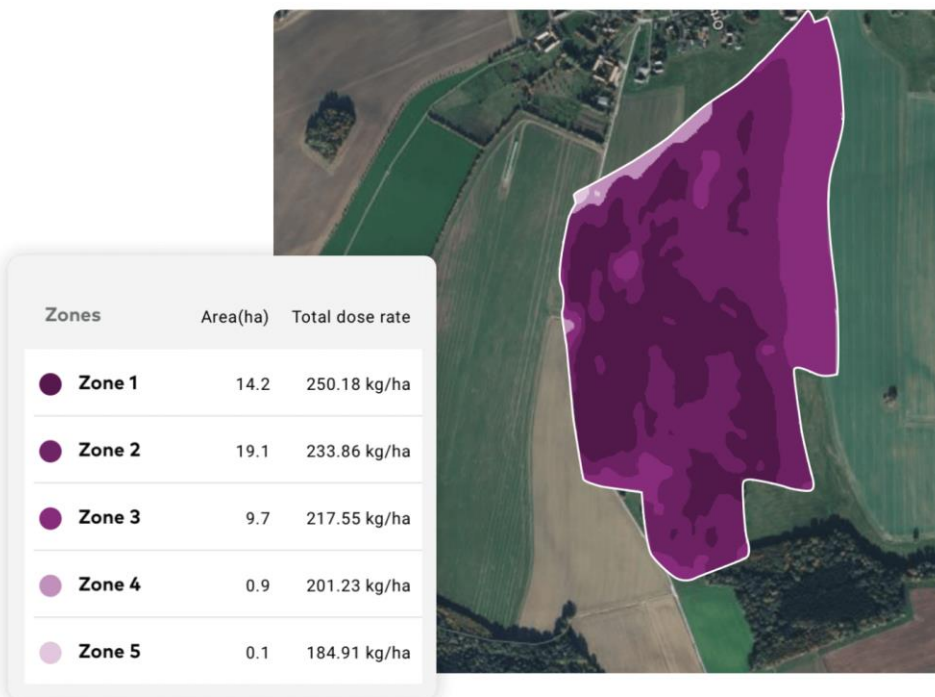 Zones Area(ha) Total dose rate
Zone 1 14.2 250.18 kg/ha
Zone 2 19.1 233.86 kg/ha
Zone 3 9.7 217.55 kg/ha
Zone 4 0.9 201.23 kg/ha
Zone 5 0.1 184.91 kg/ha